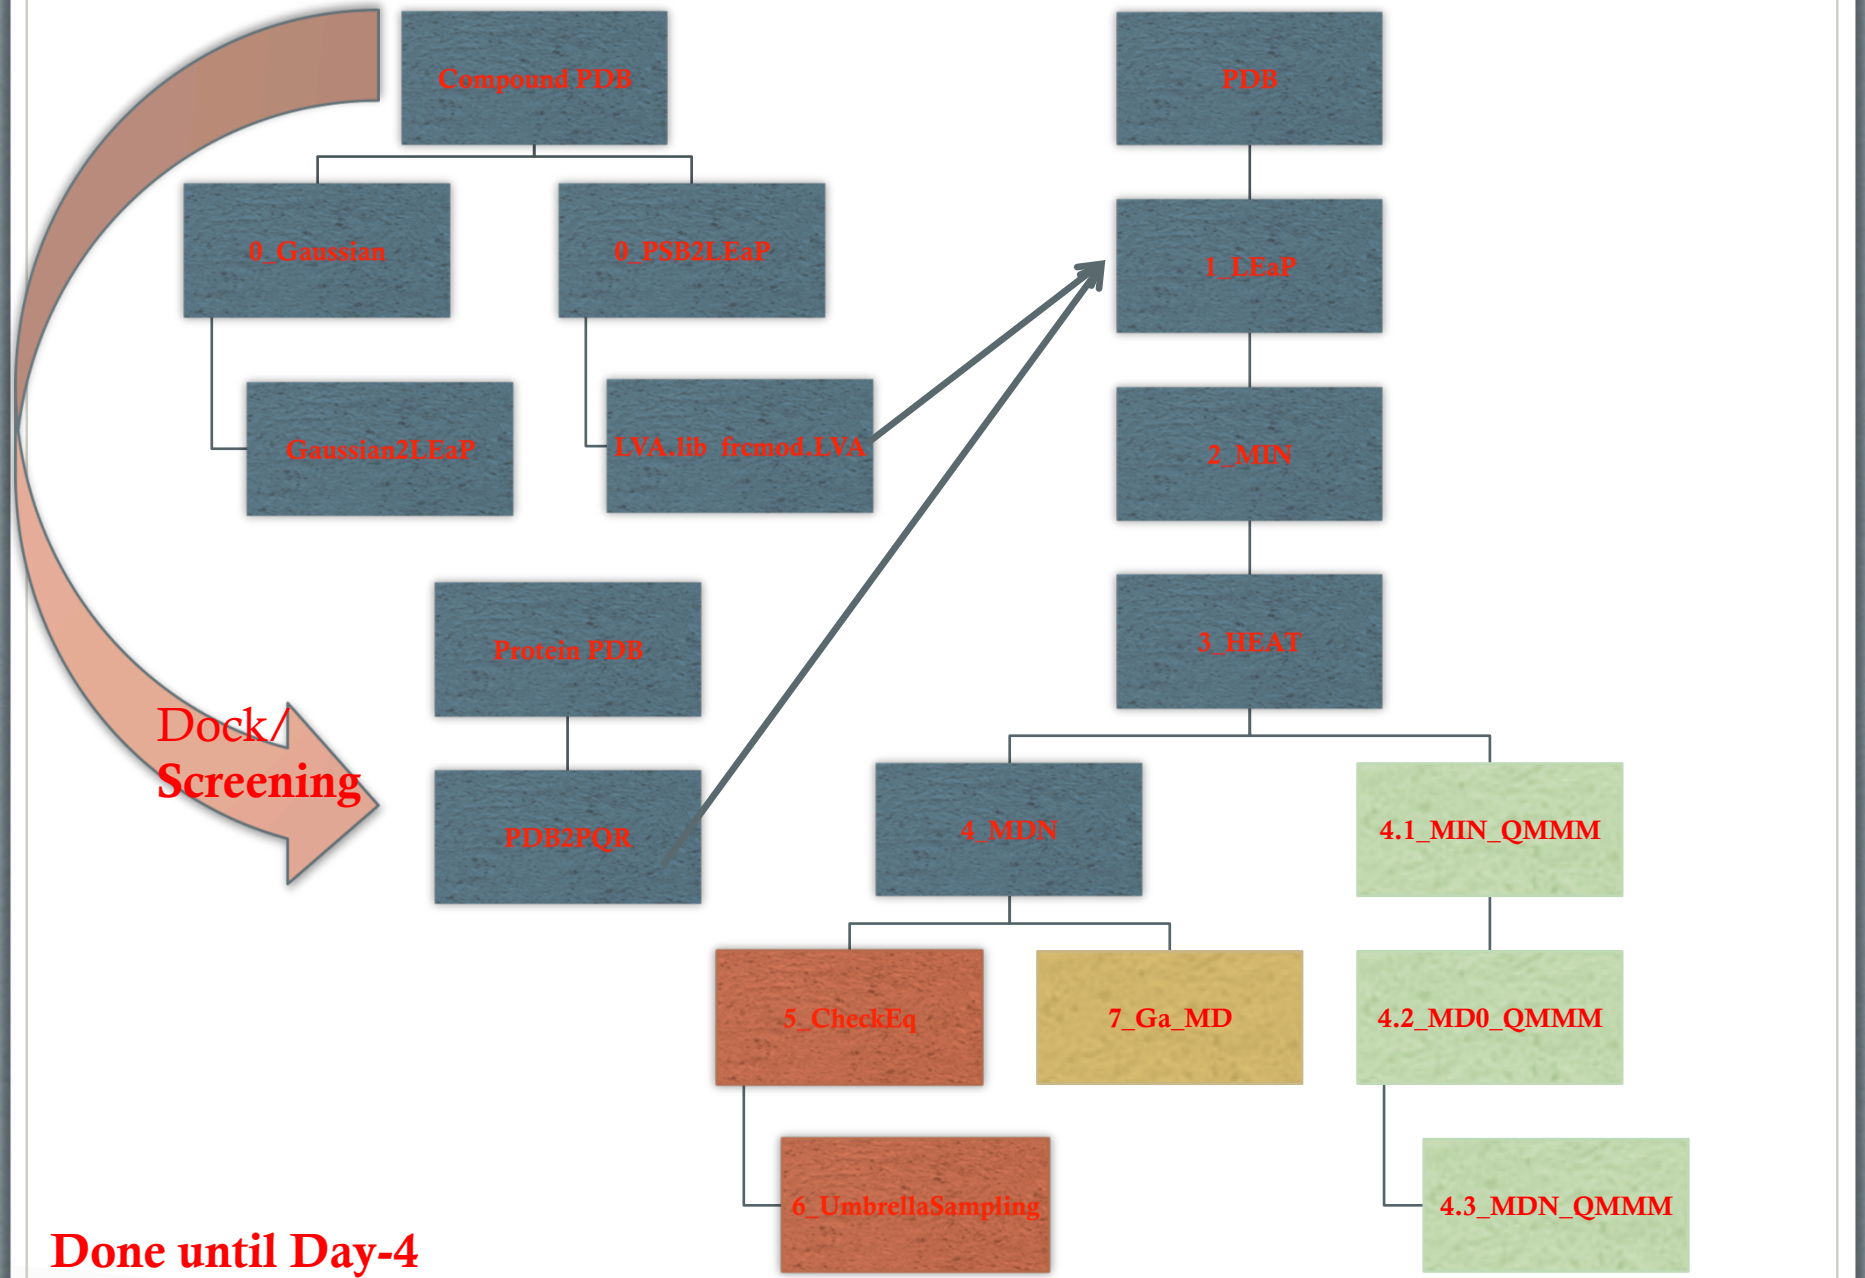 Compound PDB
PDB
0_Gaussian
0_PSB2LEaP
1_LEaP
Gaussian2LEaP
LVA.lib frcmod.LVA
2_MIN
Protein PDB
3_HEAT
Dock/
Screening
PDB2PQR
4_MDN
4.1_MIN_QMMM
5_CheckEq
7_Ga_MD
4.2_MD0_QMMM
6_UmbrellaSampling
4.3_MDN_QMMM
Done until Day-4